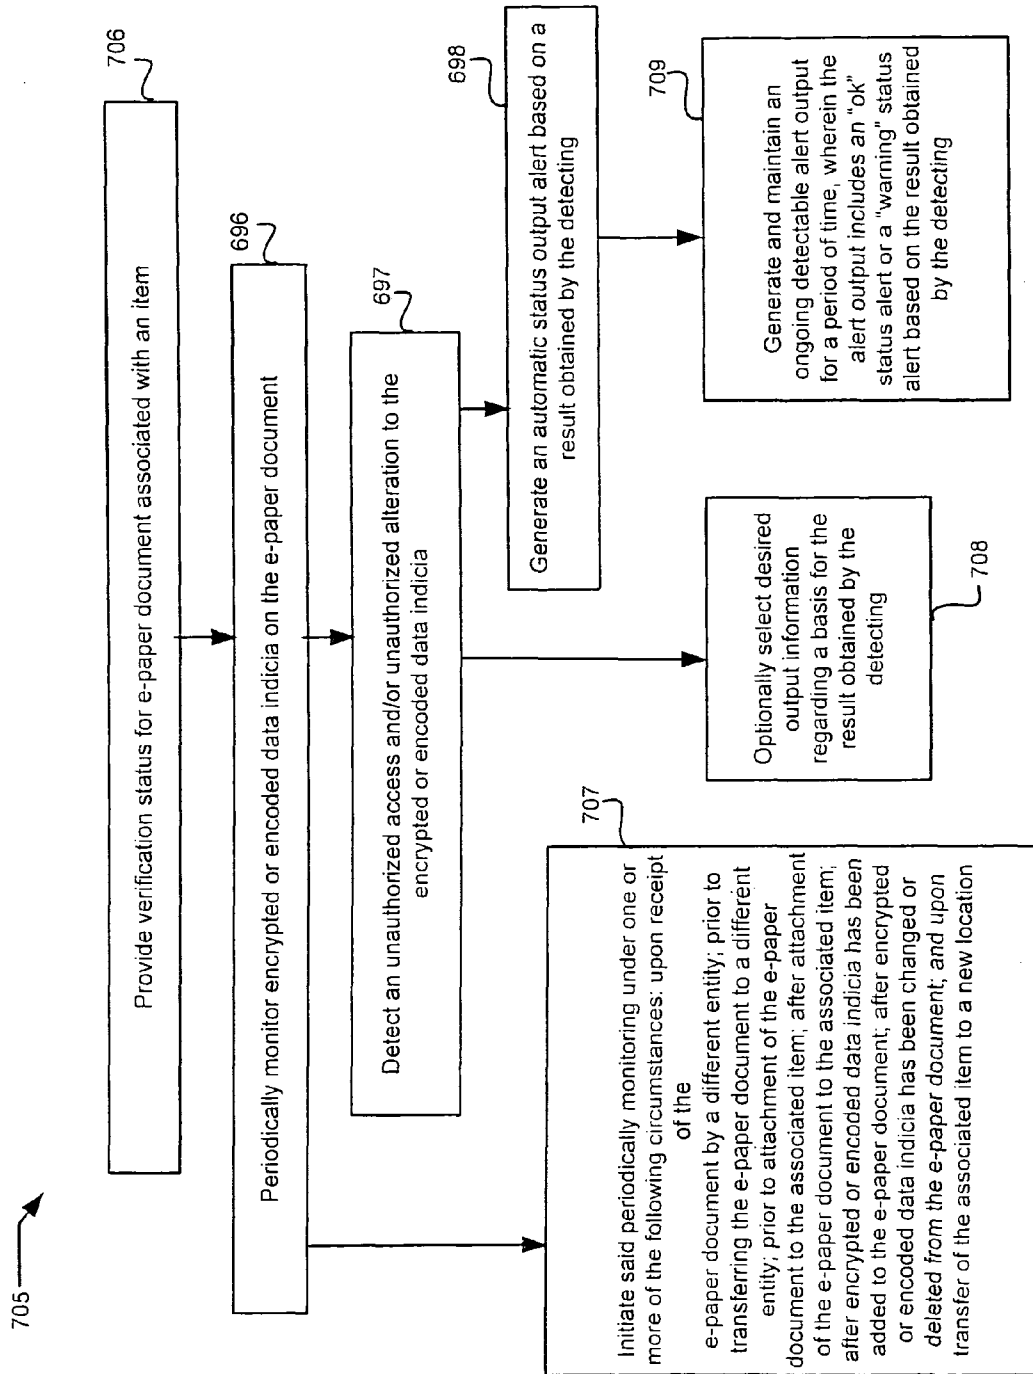 705
706
Provide verification status for e-paper document associated with an item
696
Periodically monitor encrypted or encoded data indicia on the e-paper document
697
Detect an unauthorized access and/or unauthorized alteration to the
encrypted or encoded data indicia
698
Generate an automatic status output alert based on a
result obtained by the detecting
707
Initiate said periodically monitoring under one or
more of the following circumstances: upon receipt
of the
e-paper document by a different entity; prior to
transferring the e-paper document to a different
entity; prior to attachment of the e-paper
document to the associated item; after attachment
of the e-paper document to the associated item;
after encrypted or encoded data indicia has been
added to the e-paper document; after encrypted
or encoded data indicia has been changed or
deleted from the e-paper document; and upon
transfer of the associated item to a new location
Optionally select desired
output information
regarding a basis for the
result obtained by the
detecting
708
709
Generate and maintain an
ongoing detectable alert output
for a period of time, wherein the
alert output includes an "ok"
status alert or a "warning" status
alert based on the result obtained
by the detecting